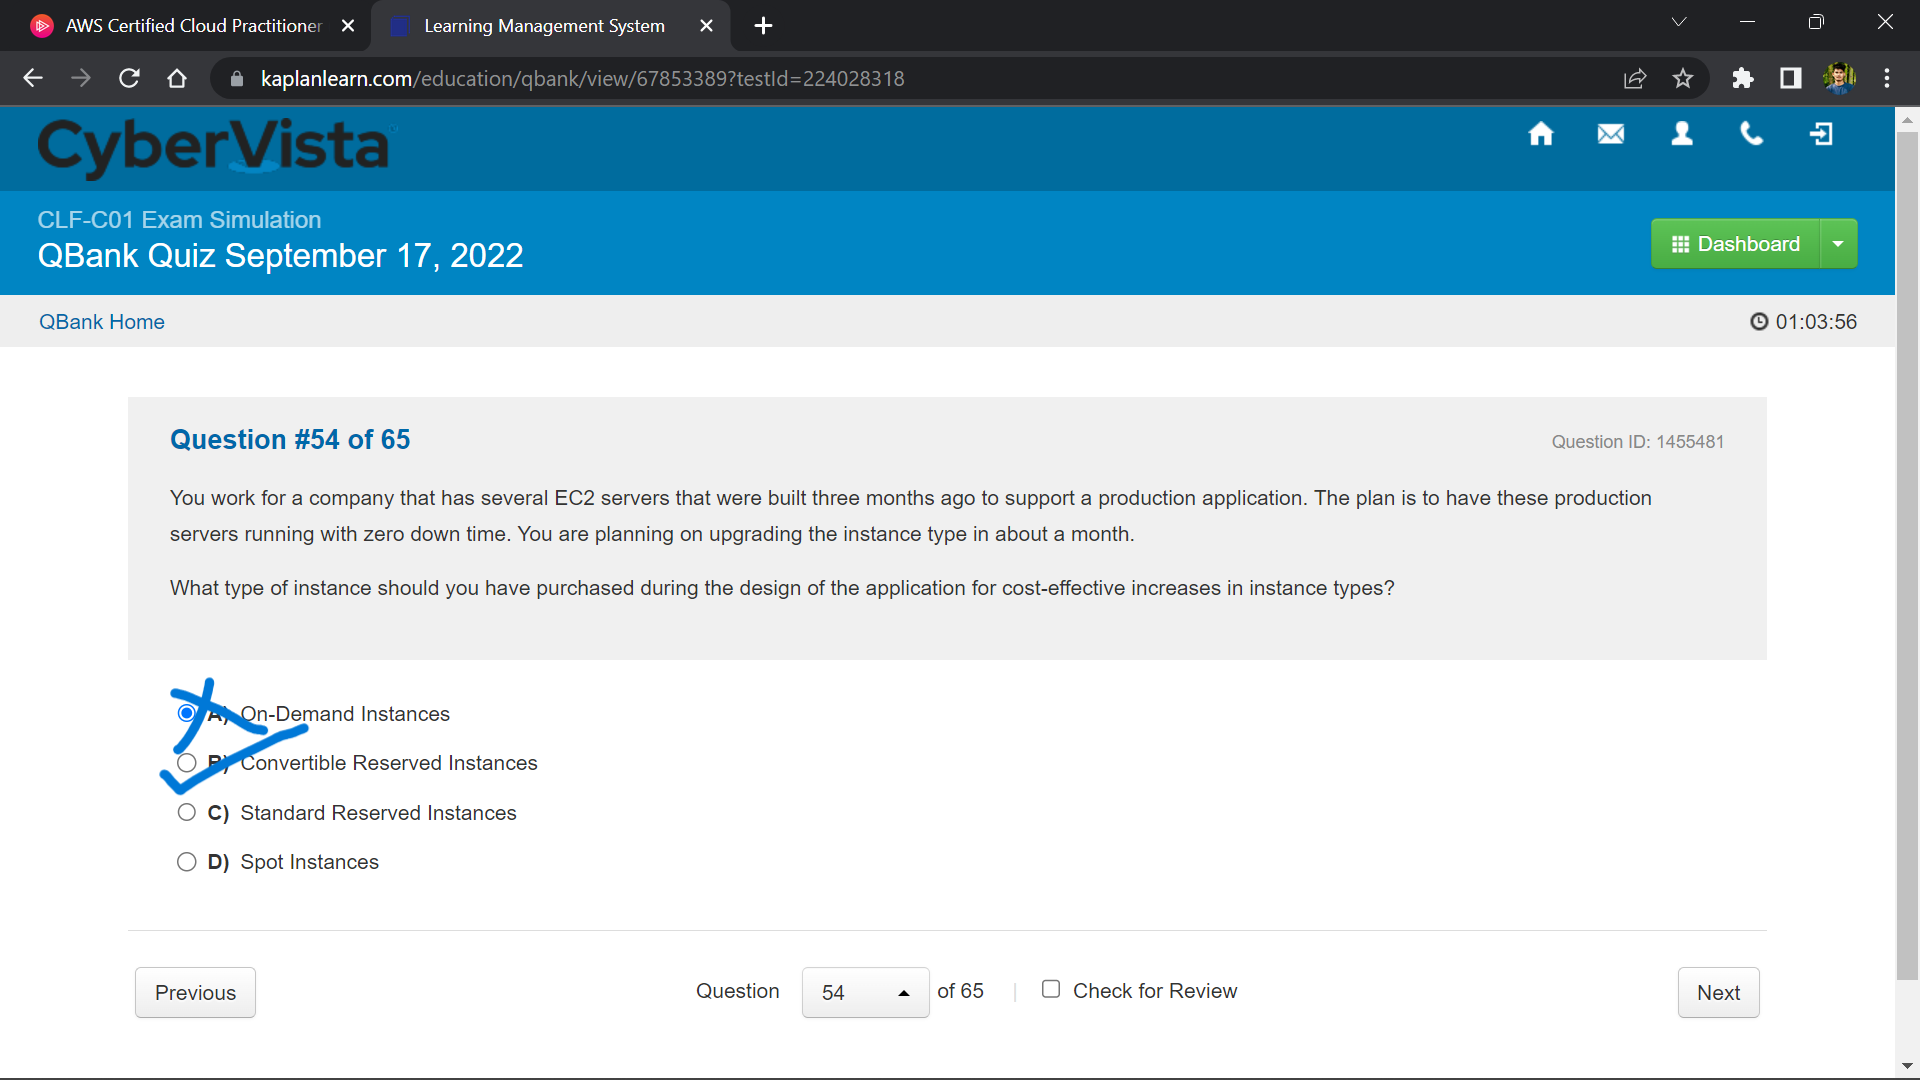 AWS Certified Cloud Practitioner
Learning Management System
kaplanlearn.com/education/qbank/view/67853389?testId=224028318
CyberVista
CLF-C01 Exam Simulation
QBank Quiz September 17, 2022
Dashboard
QBank Home
01:03:56
Question #54 of 65
Question ID: 1455481
You work for a company that has several EC2 servers that were built three months ago to support a production application. The plan is to have these production
servers running with zero down time. You are planning on upgrading the instance type in about a month.
What type of instance should you have purchased during the design of the application for cost-effective increases in instance types?
A) On-Demand Instances
B) Convertible Reserved Instances
C) Standard Reserved Instances
D) Spot Instances
Previous
Question 54 of 65 | Check for Review
Next